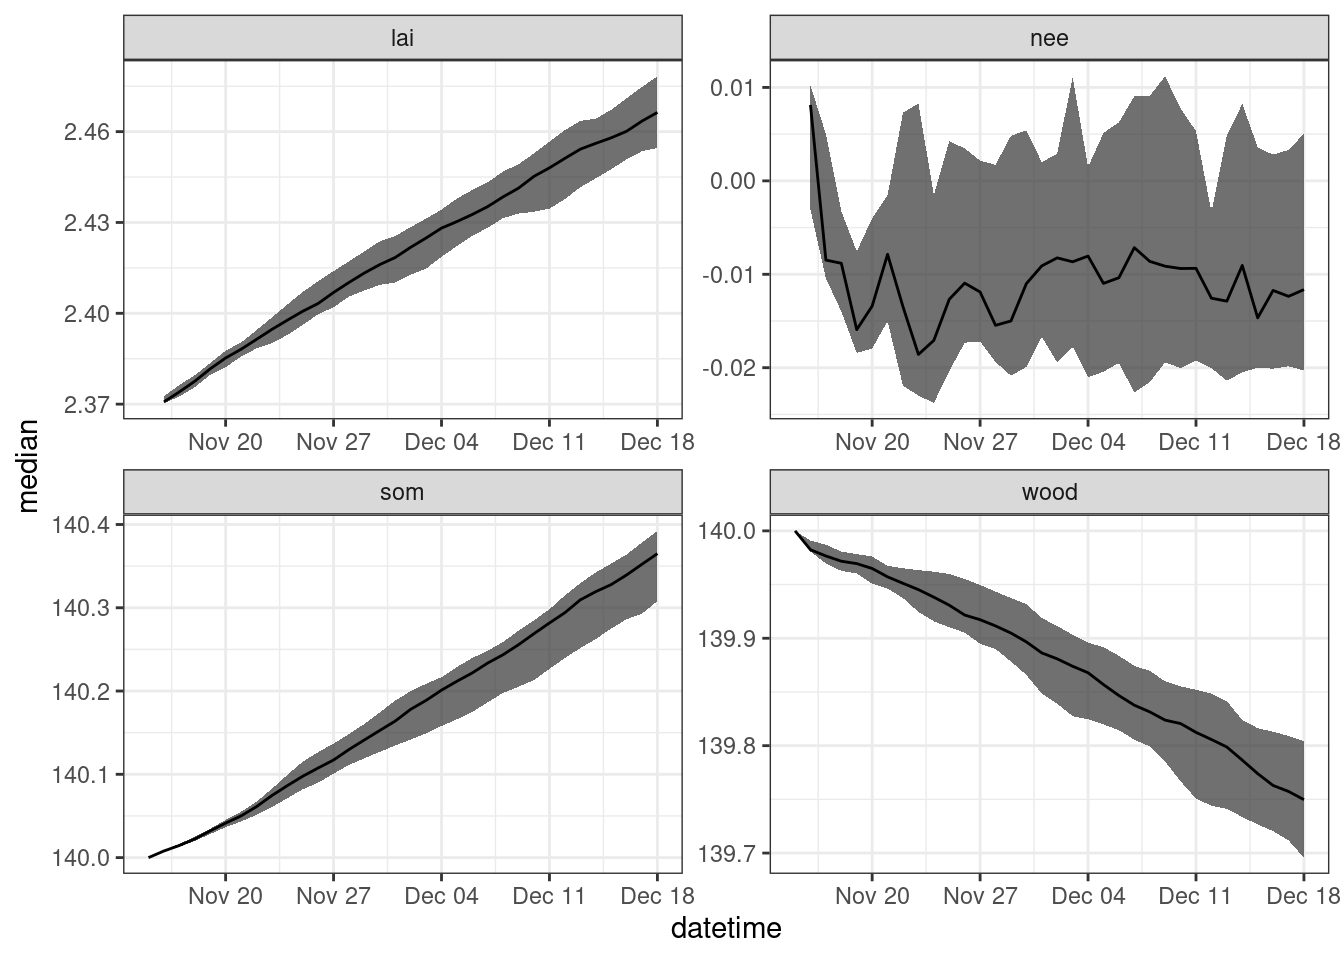 lai
nee
2.46
2.43
2.40
2.37
0.01
0.00
-0.01
-0.02
Nov 20 Nov 27 Dec 04 Dec 11 Dec 18
Nov 20 Nov 27 Dec 04 Dec 11 Dec 18
median
som
wood
140.4
140.3
140.2
140.1
140.0
140.0
139.9
139.8
139.7
Nov 20 Nov 27 Dec 04 Dec 11 Dec 18
Nov 20 Nov 27 Dec 04 Dec 11 Dec 18
datetime